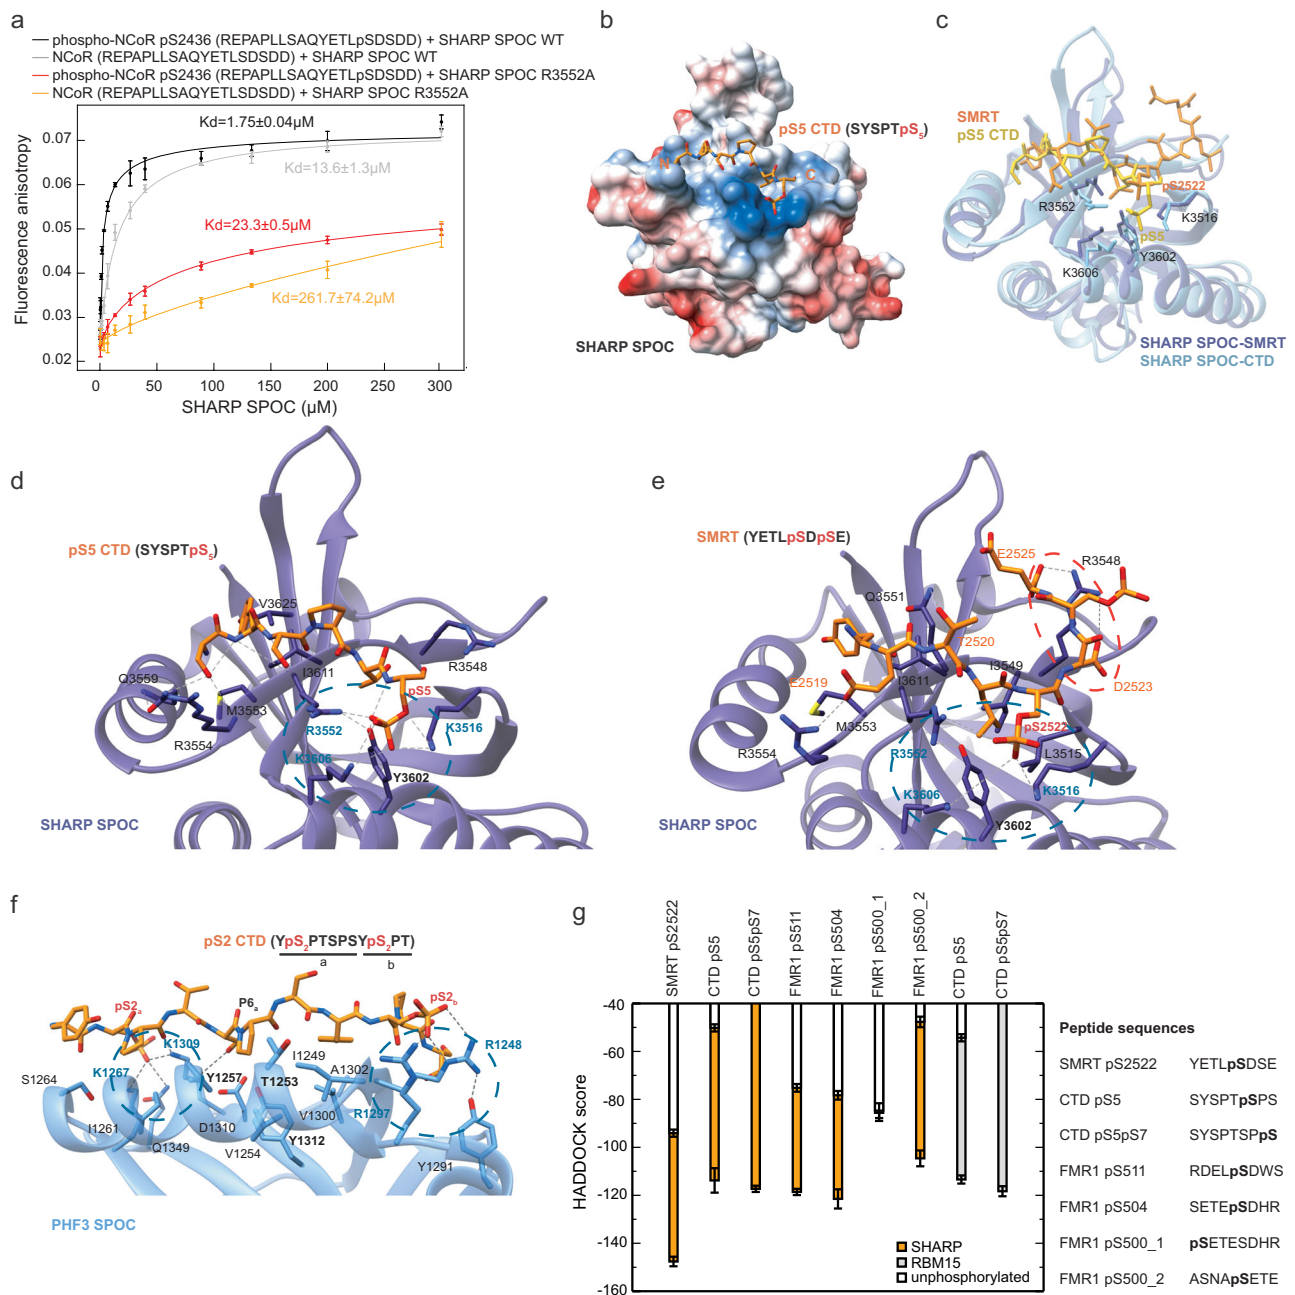 a
phospho-NCoR pS2436 (REPAPLLSAQYETLpSDSDD) + SHARP SPOC WT
NCoR (REPAPLLSAQYETLSDSDD) + SHARP SPOC WT
phospho-NCoR pS2436 (REPAPLLSAQYETLpSDSDD) + SHARP SPOC R3552A
NCoR (REPAPLLSAQYETLSDSDD) + SHARP SPOC R3552A
Fluorescence anisotropy
0.07
0.06
0.05
0.04
0.03
0.02
Kd=1.75±0.04µM
Kd=13.6±1.3µM
Kd=23.3±0.5µM
Kd=261.7±74.2µM
0 50 100 150 200 250 300
SHARP SPOC (µM)
b
pS5 CTD (SYSPTpS5)
N
C
SHARP SPOC
c
SMRT
pS5 CTD
pS2522
R3552
K3516
pS5
K3606
Y3602
SHARP SPOC-SMRT
SHARP SPOC-CTD
d
pS5 CTD (SYSPTpS5)
V3625
Q3559
M3553
I3611
R3548
R3554
pS5
R3552
K3516
K3606
Y3602
SHARP SPOC
e
SMRT (YETLpSDpSE)
E2525
R3548
Q3551
T2520
E2519
I3611
I3549
D2523
M3553
R3554
pS2522
R3552
L3515
K3606
K3516
Y3602
SHARP SPOC
f
pS2 CTD (YpS2PTSPSYpS2PT)
a
b
pS2a
P6a
pS2b
K1309
R1248
K1267
I1249
S1264
Y1257
T1253
A1302
I1261
D1310
V1300
R1297
Q1349
V1254
Y1312
Y1291
PHF3 SPOC
g
SMRT pS2522
CTD pS5
CTD pS5pS7
FMR1 pS511
FMR1 pS504
FMR1 pS500_1
FMR1 pS500_2
CTD pS5
CTD pS5pS7
HADDOCK score
-40
-60
-80
-100
-120
-140
-160
SHARP
RBM15
unphosphorylated
Peptide sequences
SMRT pS2522 YETLpSDSE
CTD pS5 SYSPTpSPS
CTD pS5pS7 SYSPTSPpS
FMR1 pS511 RDELpSDWS
FMR1 pS504 SETEpSDHR
FMR1 pS500_1 pSETESDHR
FMR1 pS500_2 ASNApSETE